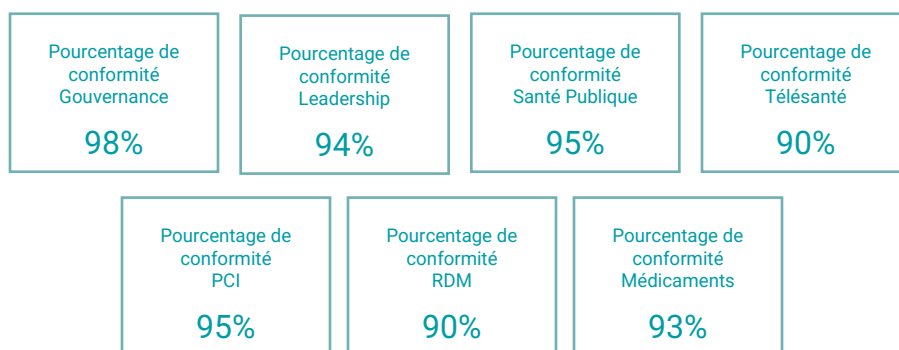 Pourcentage de
conformité
Gouvernance
98%
Pourcentage de
conformité
Leadership
94%
Pourcentage de
conformité
Santé Publique
95%
Pourcentage de
conformité
Télésanté
90%
Pourcentage de
conformité
PCI
95%
Pourcentage de
conformité
RDM
90%
Pourcentage de
conformité
Médicaments
93%